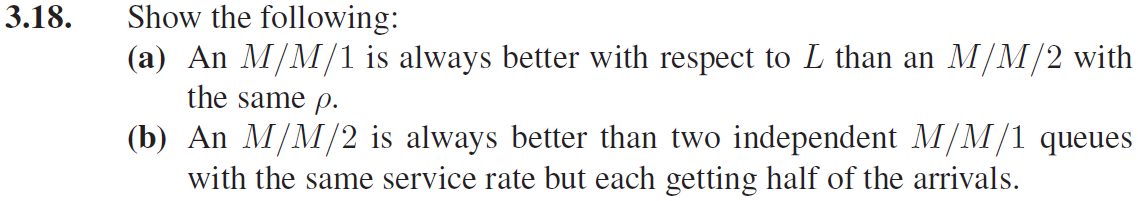 3.18. Show the following:
(a) An M/M/1 is always better with respect to L than an M/M/2 with
the same ρ.
(b) An M/M/2 is always better than two independent M/M/1 queues
with the same service rate but each getting half of the arrivals.